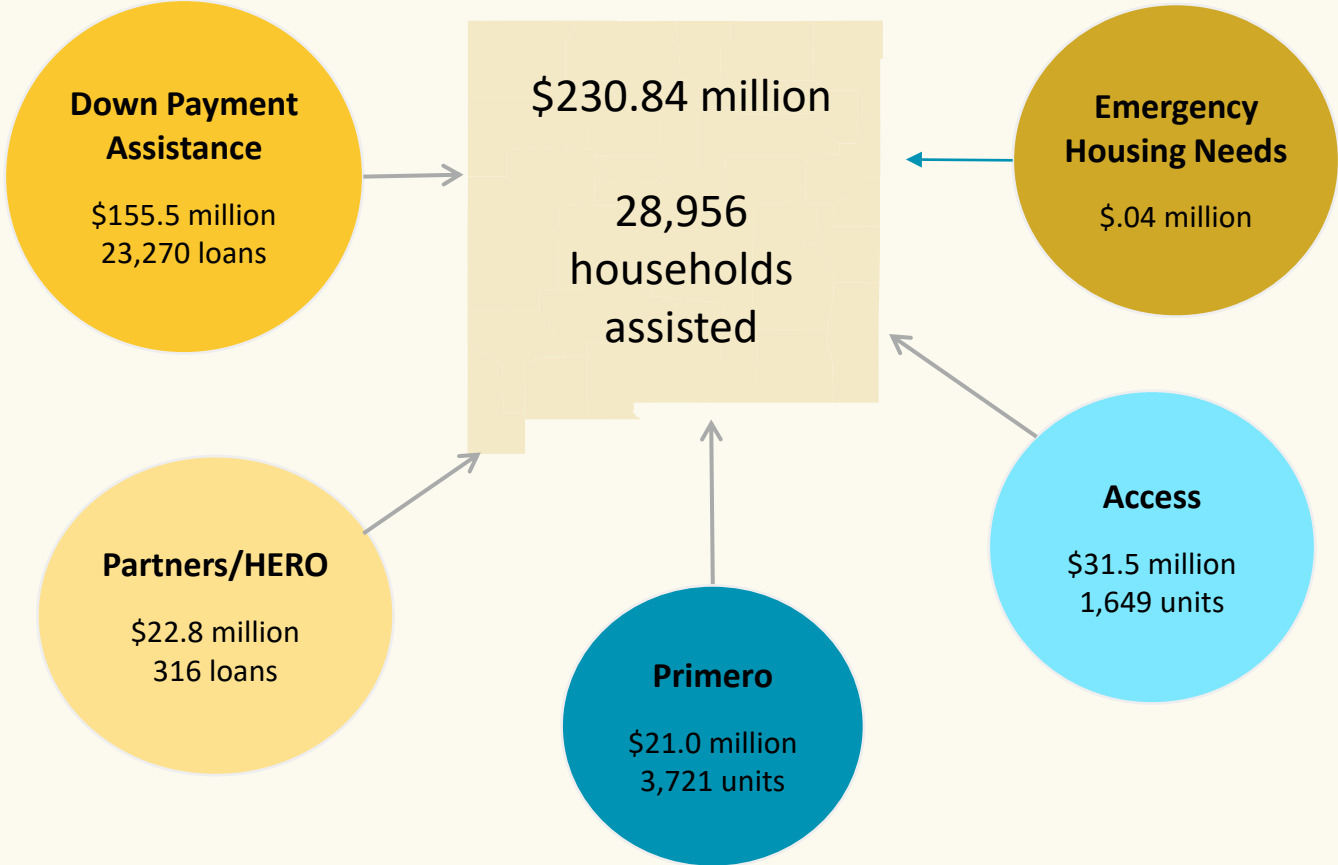 Down Payment
Assistance
$155.5 million
23,270 loans
$230.84 million
28,956
households
assisted
Emergency
Housing Needs
$.04 million
Partners/HERO
$22.8 million
316 loans
Primero
$21.0 million
3,721 units
Access
$31.5 million
1,649 units